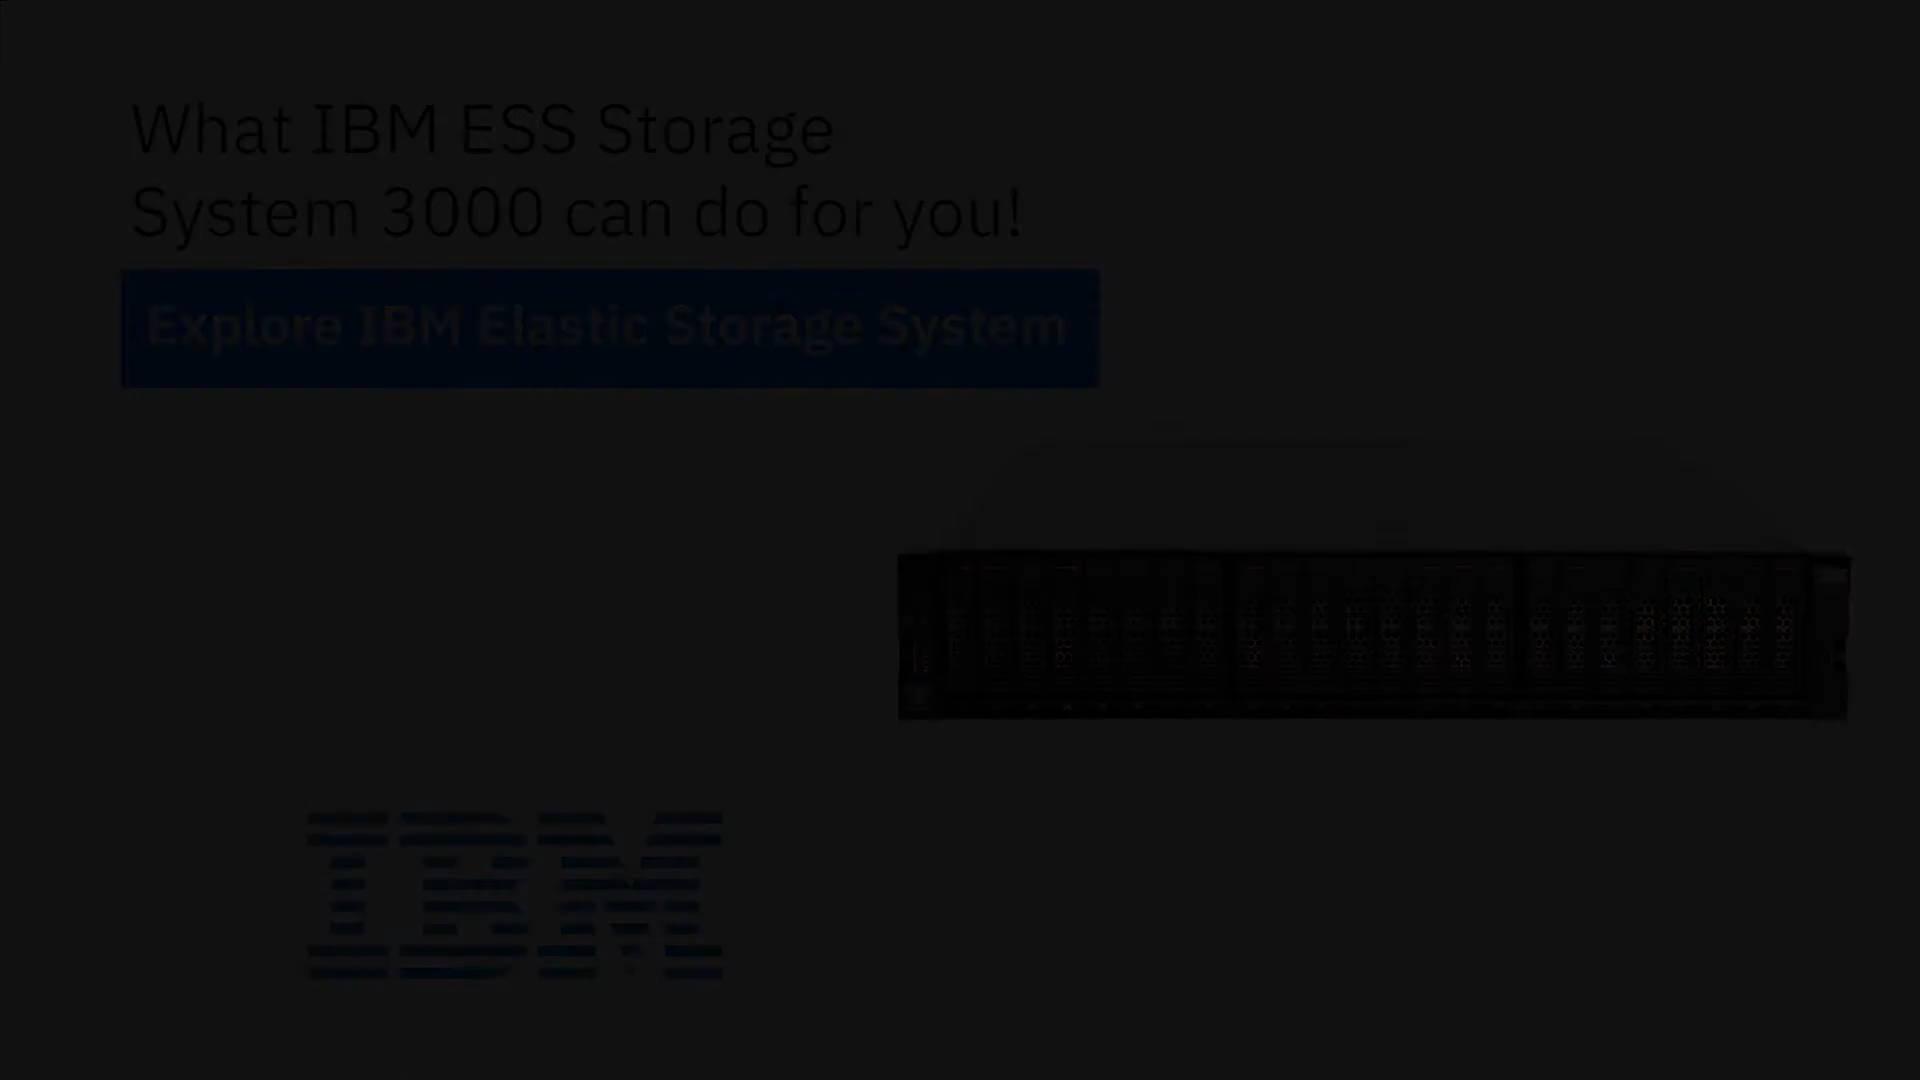 What IBM ESS Storage
System 3000 can do for you!
Explore IBM Elastic Storage System
IBM